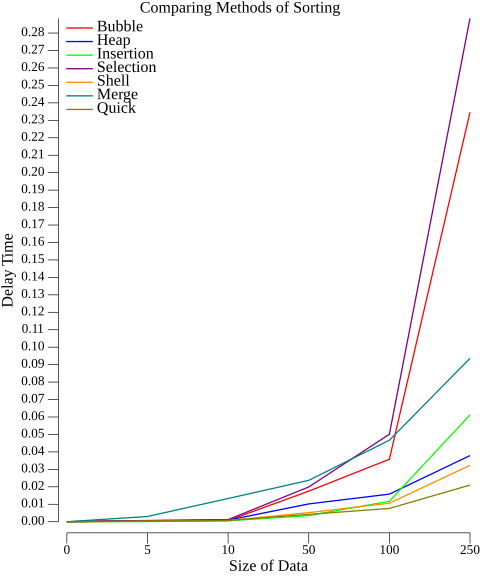 Comparing Methods of Sorting
Bubble
Heap
Insertion
Selection
Shell
Merge
Quick
Delay Time
0.28
0.27
0.26
0.25
0.24
0.23
0.22
0.21
0.20
0.19
0.18
0.17
0.16
0.15
0.14
0.13
0.12
0.11
0.10
0.09
0.08
0.07
0.06
0.05
0.04
0.03
0.02
0.01
0.00
0 5 10 50 100 250
Size of Data